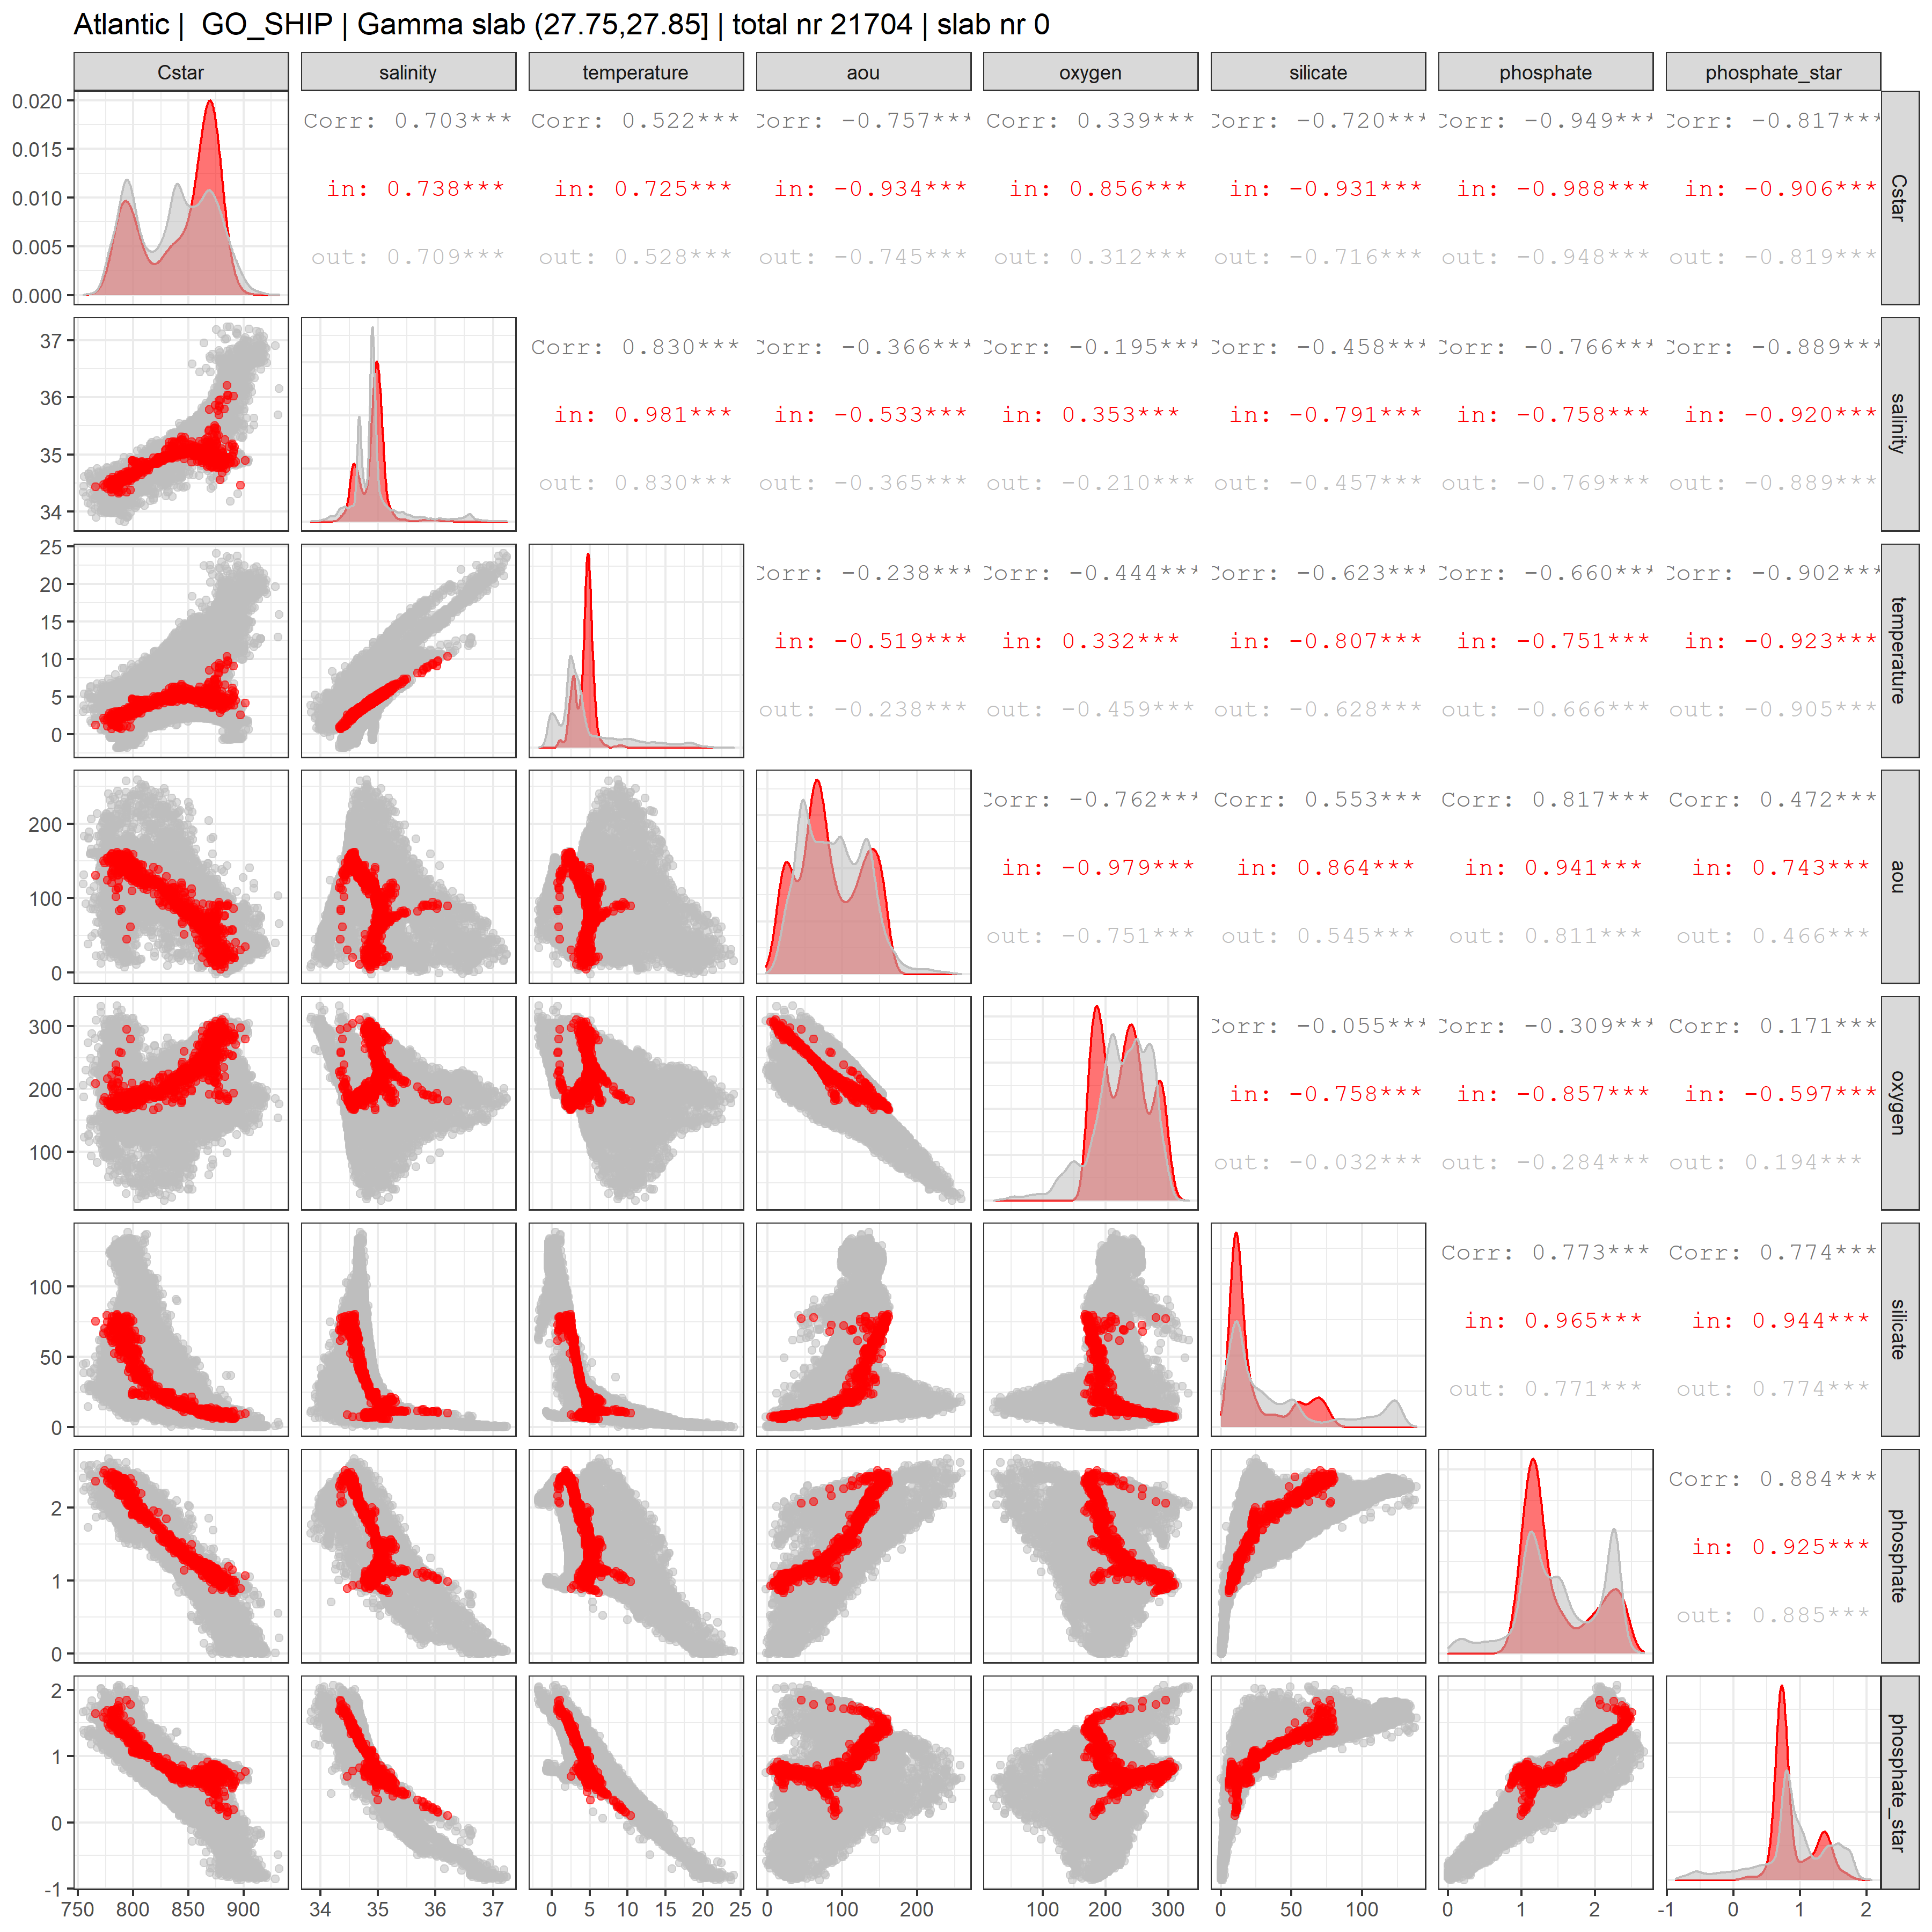 Atlantic |  GO_SHIP | Gamma slab (27.75,27.85] | total nr 21704 | slab nr 0
Cstar salinity temperature aou oxygen silicate phosphate phosphate_star
0.020
0.015
0.010
0.005
0.000
Corr: 0.703*** Corr: 0.522*** Corr: -0.757*** Corr: 0.339*** Corr: -0.720*** Corr: -0.949*** Corr: -0.817***
in: 0.738*** in: 0.725*** in: -0.934*** in: 0.856*** in: -0.931*** in: -0.988*** in: -0.906***
out: 0.709*** out: 0.528*** out: -0.745*** out: 0.312*** out: -0.716*** out: -0.948*** out: -0.819***
Cstar
37
36
35
34
Corr: 0.830*** Corr: -0.366*** Corr: -0.195*** Corr: -0.458*** Corr: -0.766*** Corr: -0.889***
in: 0.981*** in: -0.533*** in: 0.353*** in: -0.791*** in: -0.758*** in: -0.920***
out: 0.830*** out: -0.365*** out: -0.210*** out: -0.457*** out: -0.769*** out: -0.889***
salinity
25
20
15
10
5
0
Corr: -0.238*** Corr: -0.444*** Corr: -0.623*** Corr: -0.660*** Corr: -0.902***
in: -0.519*** in: 0.332*** in: -0.807*** in: -0.751*** in: -0.923***
out: -0.238*** out: -0.459*** out: -0.628*** out: -0.666*** out: -0.905***
temperature
200
100
0
Corr: -0.762*** Corr: 0.553*** Corr: 0.817*** Corr: 0.472***
in: -0.979*** in: 0.864*** in: 0.941*** in: 0.743***
out: -0.751*** out: 0.545*** out: 0.811*** out: 0.466***
aou
300
200
100
Corr: -0.055*** Corr: -0.309*** Corr: 0.171***
in: -0.758*** in: -0.857*** in: -0.597***
out: -0.032*** out: -0.284*** out: 0.194***
oxygen
100
50
0
Corr: 0.773*** Corr: 0.774***
in: 0.965*** in: 0.944***
out: 0.771*** out: 0.774***
silicate
2
1
0
Corr: 0.884***
in: 0.925***
out: 0.885***
phosphate
2
1
0
-1
phosphate_star
750 800 850 900 34 35 36 37 0 5 10 15 20 25 0 100 200 100 200 300 0 50 100 0 1 2 -1 0 1 2